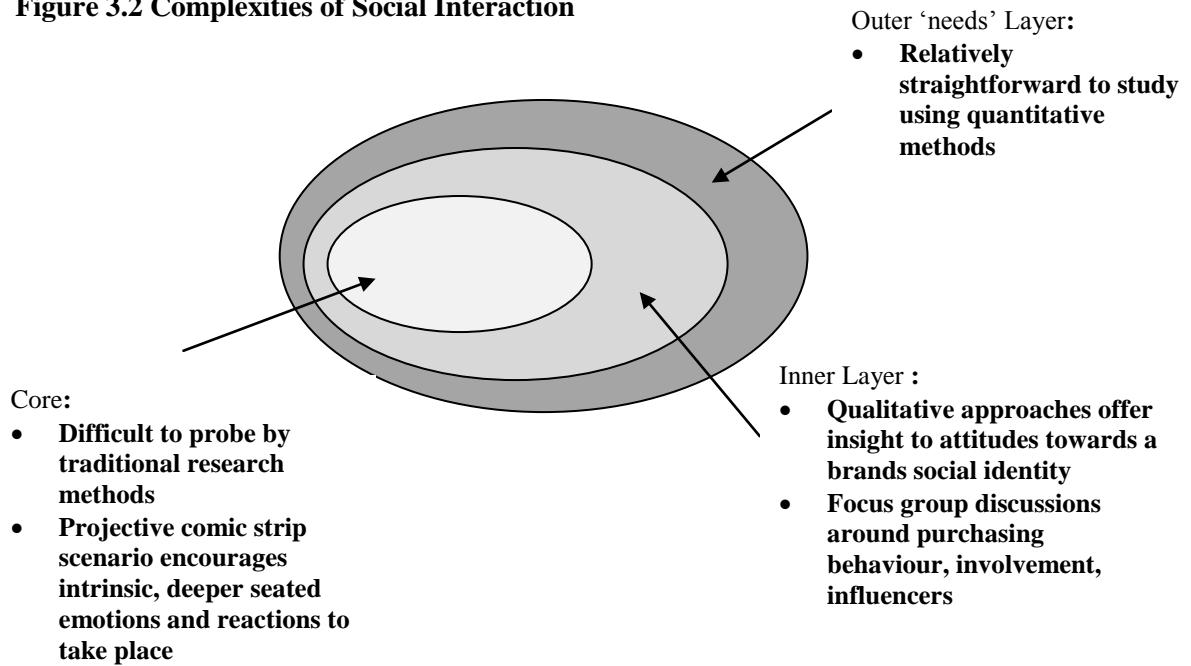 Figure 3.2 Complexities of Social Interaction
Outer ‘needs’ Layer:
• Relatively
straightforward to study
using quantitative
methods
Core:
• Difficult to probe by
traditional research
methods
• Projective comic strip
scenario encourages
intrinsic, deeper seated
emotions and reactions to
take place
Inner Layer :
• Qualitative approaches offer
insight to attitudes towards a
brands social identity
• Focus group discussions
around purchasing
behaviour, involvement,
influencers